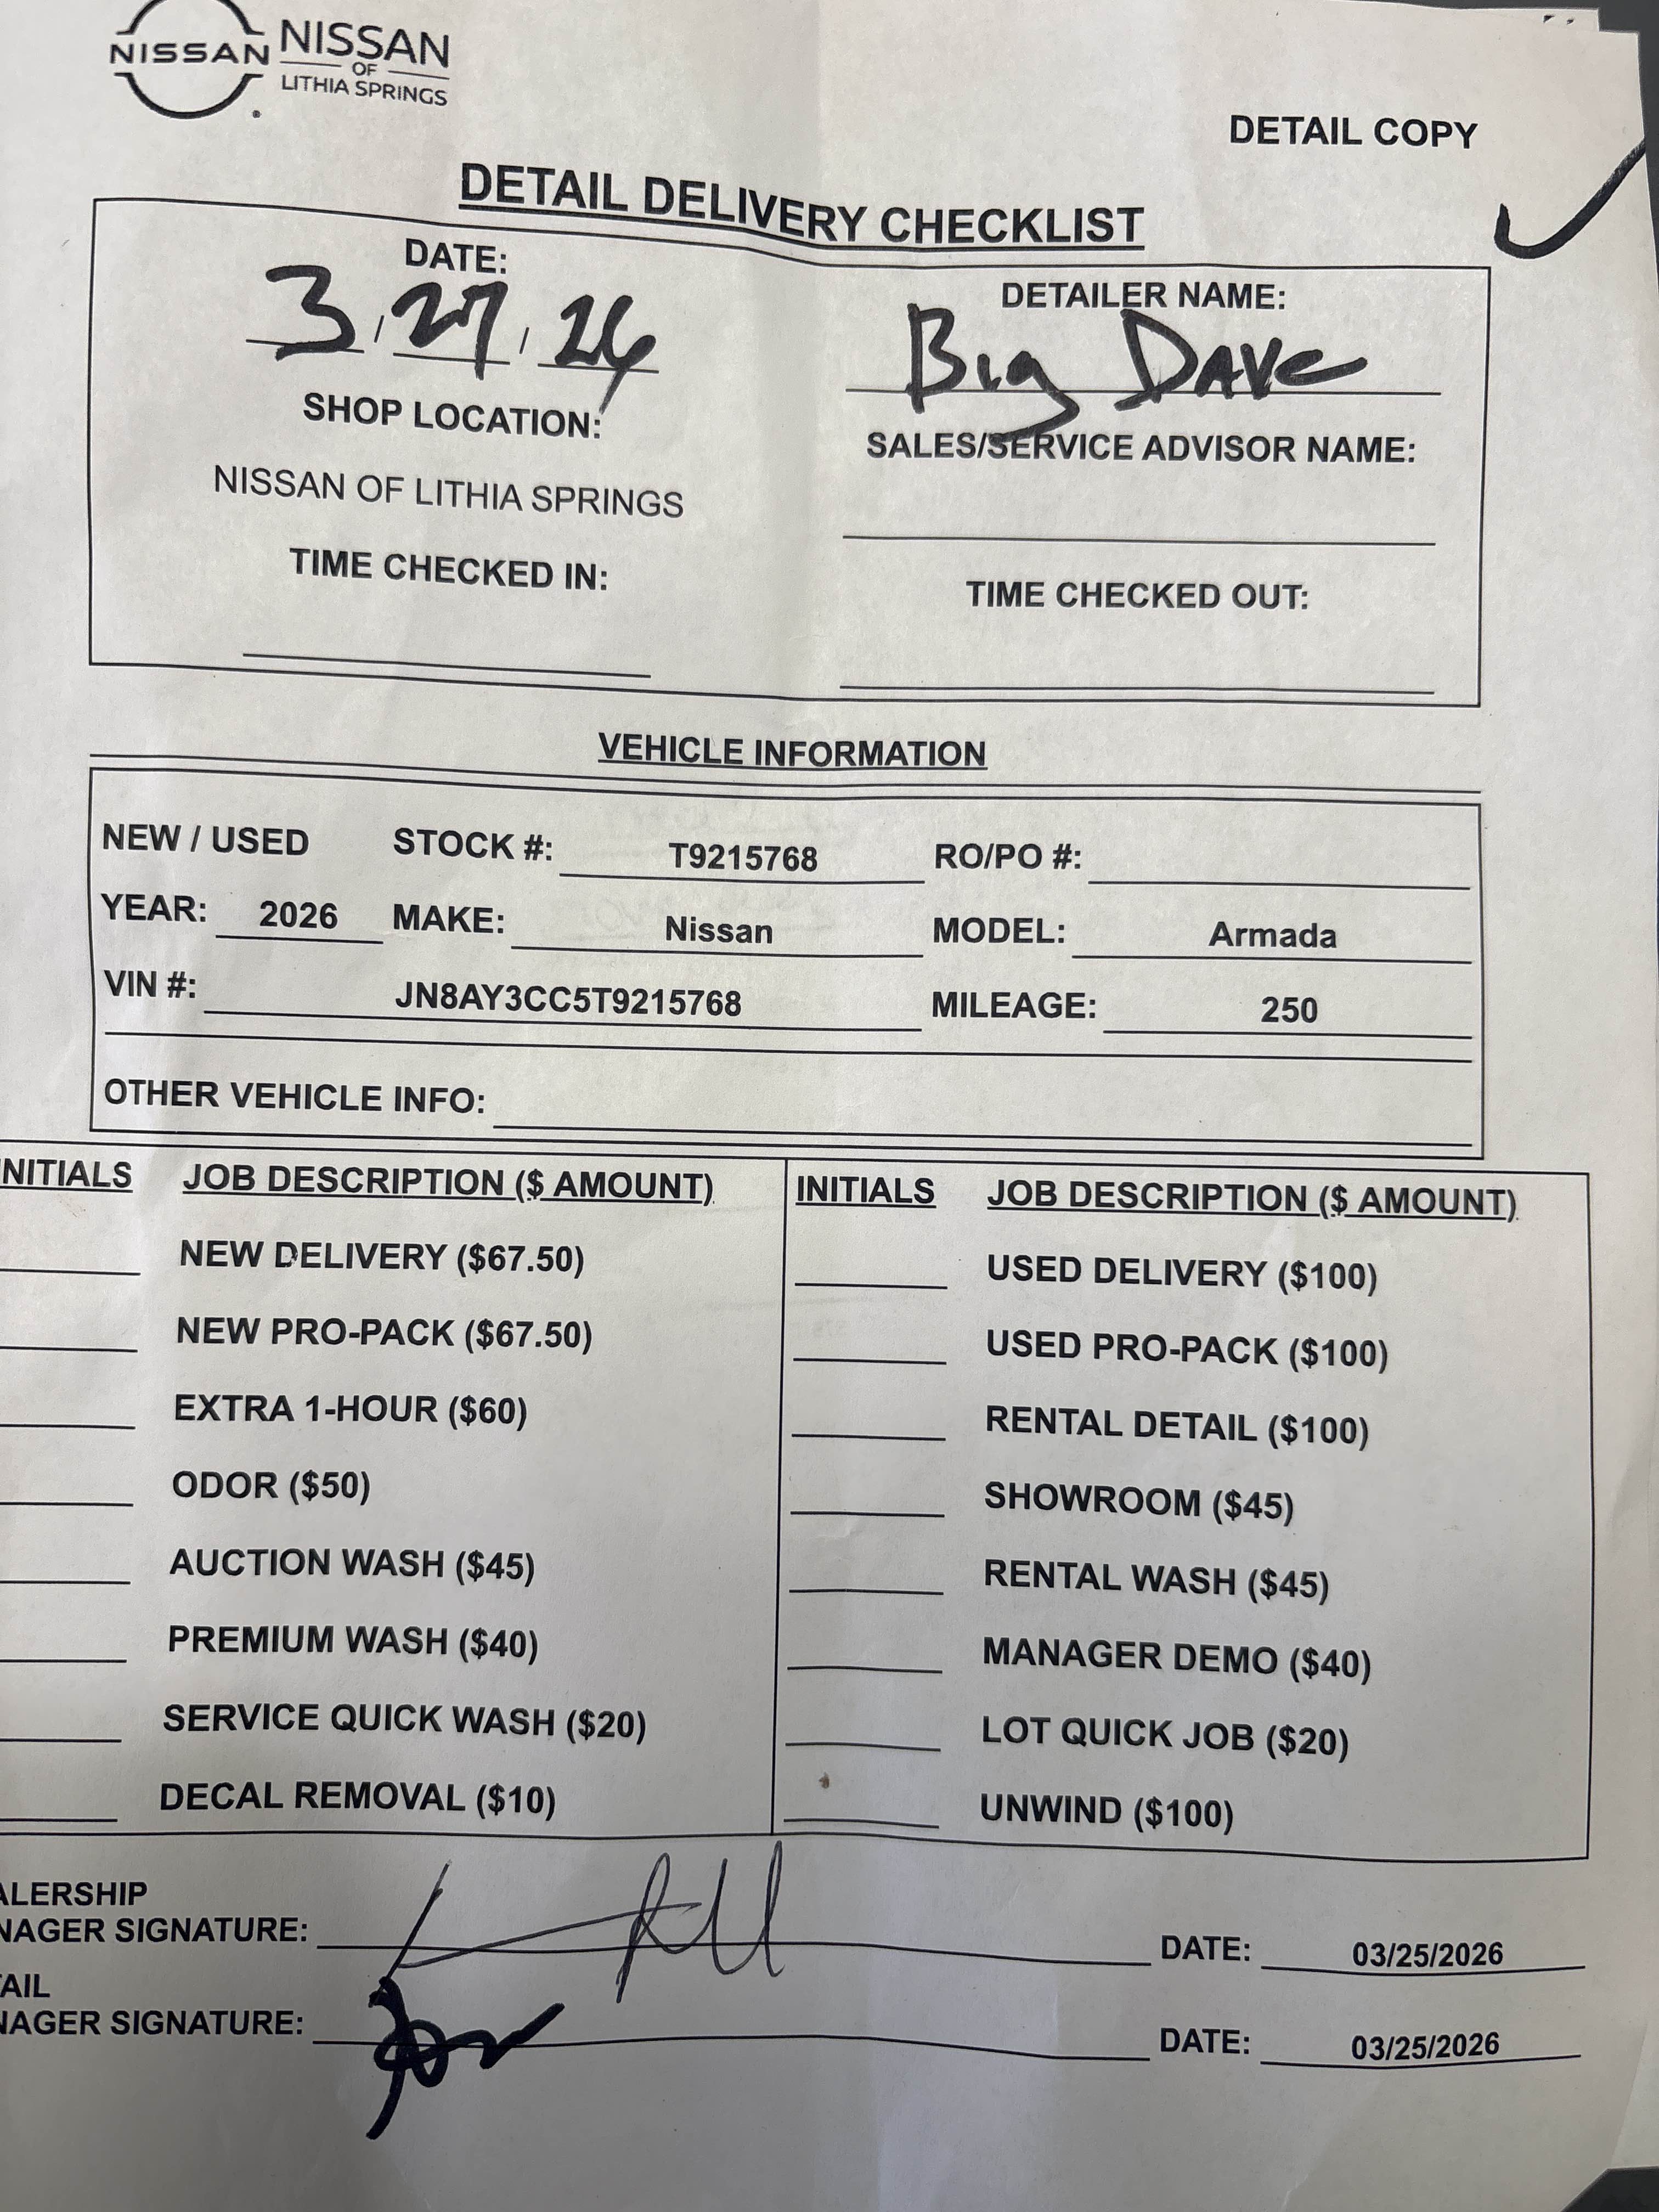 NISSAN
NISSAN
OF
LITHIA SPRINGS
DETAIL COPY
DETAIL DELIVERY CHECKLIST
DATE:
3 / 27 / 26
DETAILER NAME:
Big Dave
SHOP LOCATION:
NISSAN OF LITHIA SPRINGS
SALES/SERVICE ADVISOR NAME:
TIME CHECKED IN:
TIME CHECKED OUT:
VEHICLE INFORMATION
NEW / USED STOCK #: T9215768 RO/PO #:
YEAR: 2026 MAKE: Nissan MODEL: Armada
VIN #: JN8AY3CC5T9215768 MILEAGE: 250
OTHER VEHICLE INFO:
NITIALS JOB DESCRIPTION ($ AMOUNT) INITIALS JOB DESCRIPTION ($ AMOUNT)
NEW DELIVERY ($67.50) USED DELIVERY ($100)
NEW PRO-PACK ($67.50) USED PRO-PACK ($100)
EXTRA 1-HOUR ($60) RENTAL DETAIL ($100)
ODOR ($50) SHOWROOM ($45)
AUCTION WASH ($45) RENTAL WASH ($45)
PREMIUM WASH ($40) MANAGER DEMO ($40)
SERVICE QUICK WASH ($20) LOT QUICK JOB ($20)
DECAL REMOVAL ($10) UNWIND ($100)
ALERSHIP
NAGER SIGNATURE: DATE: 03/25/2026
TAIL
NAGER SIGNATURE: DATE: 03/25/2026